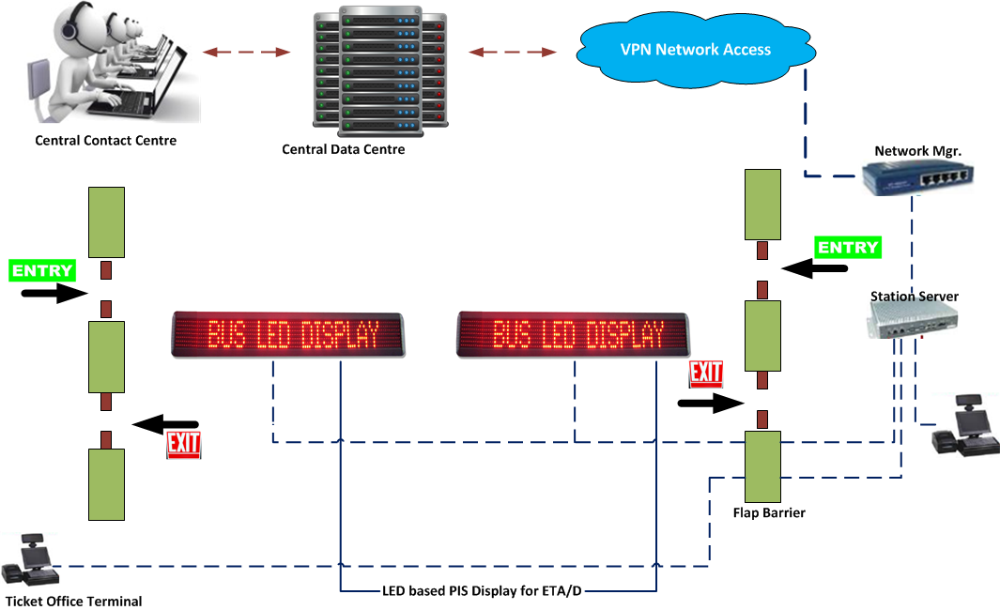 VPN Network Access
Central Contact Centre
Central Data Centre
Network Mgr.
ENTRY
ENTRY
Station Server
BUS LED DISPLAY
BUS LED DISPLAY
EXIT
EXIT
Flap Barrier
LED based PIS Display for ETA/D
Ticket Office Terminal